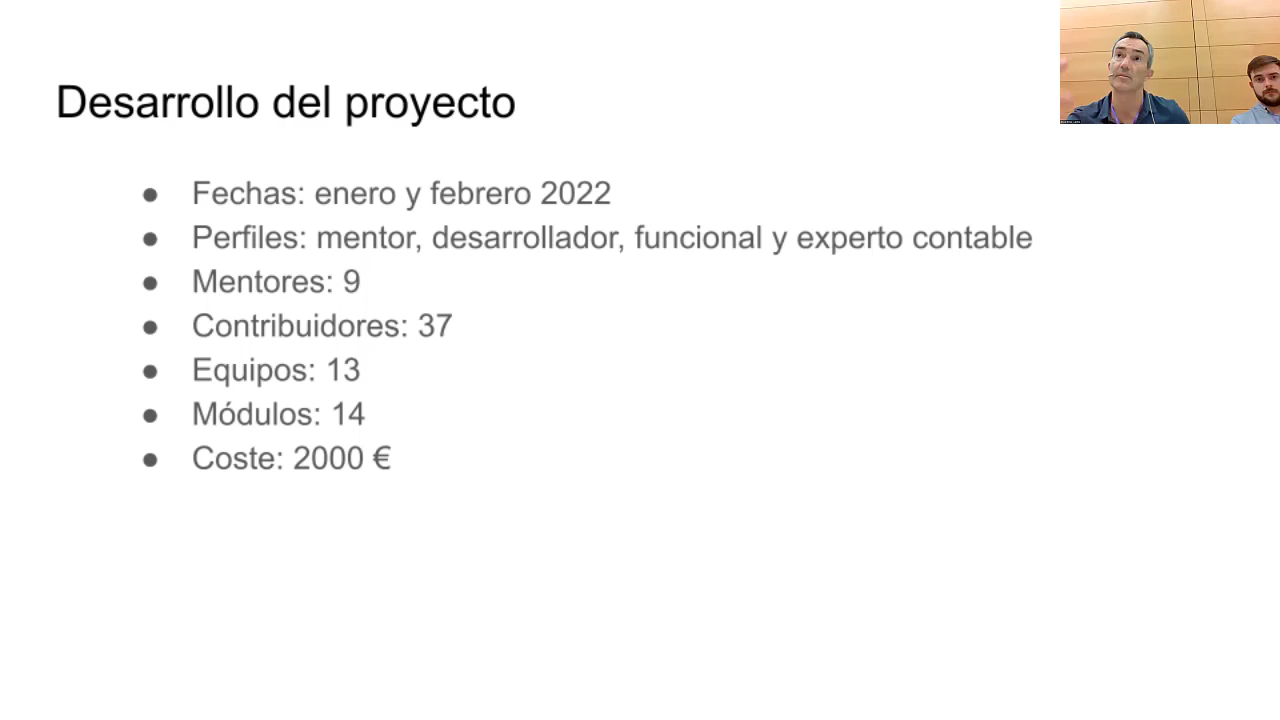 Desarrollo del proyecto
● Fechas: enero y febrero 2022
● Perfiles: mentor, desarrollador, funcional y experto contable
● Mentores: 9
● Contribuidores: 37
● Equipos: 13
● Módulos: 14
● Coste: 2000 €